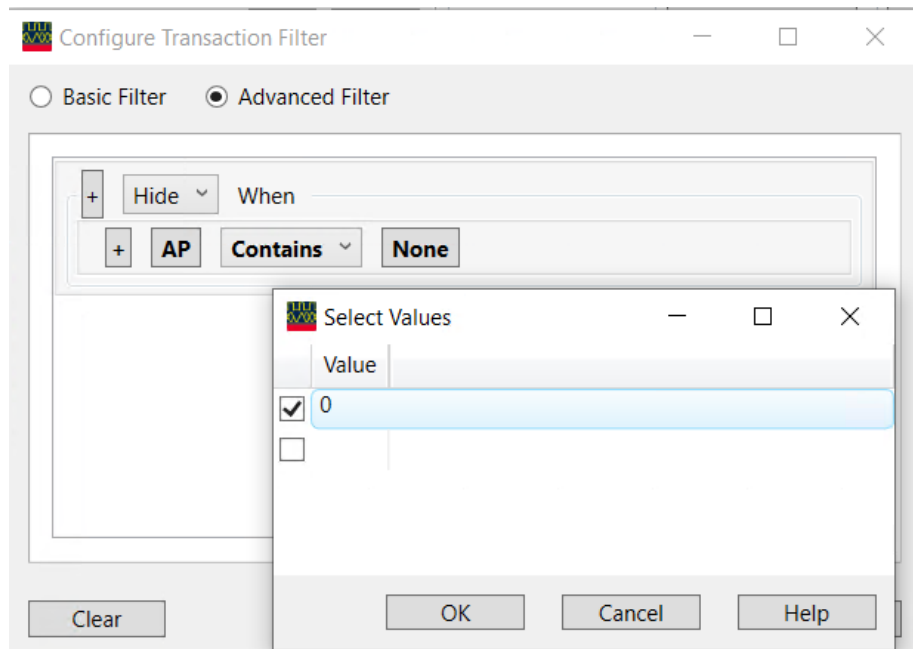 Configure Transaction Filter
Basic Filter Advanced Filter
+ Hide When
+ AP Contains None
Select Values
Value
0
OK Cancel Help
Clear